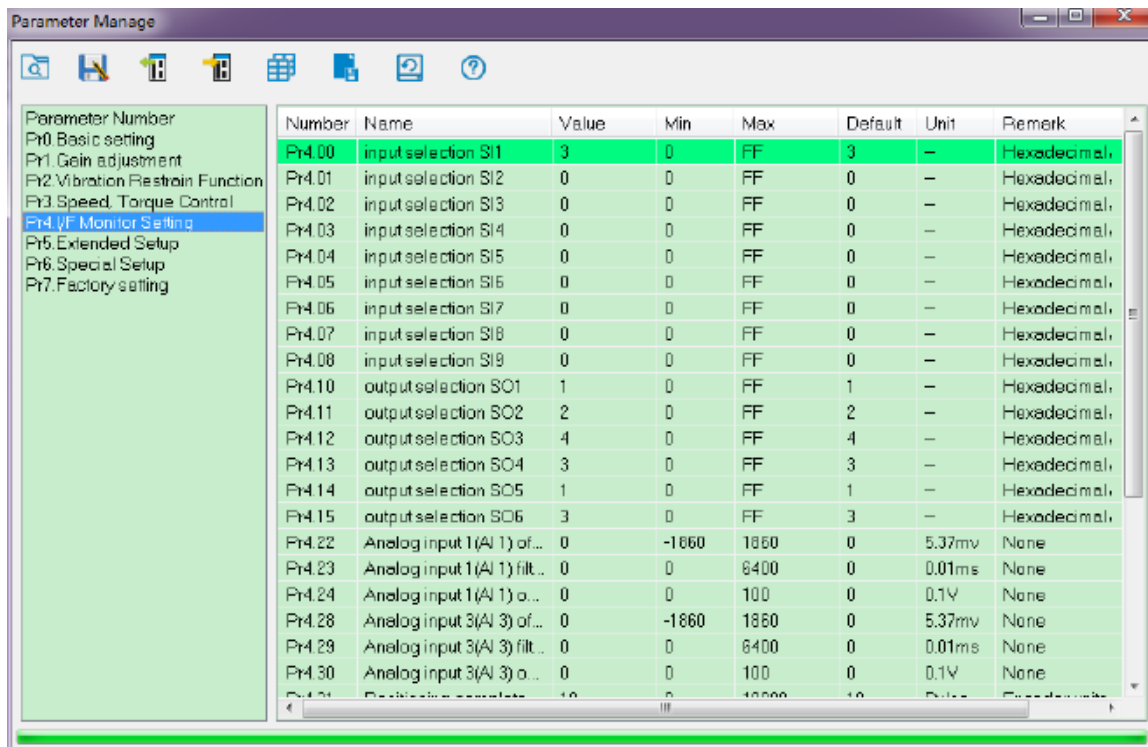 Parameter Manage
Parameter Number
Pr0.Basic setting
Pr1.Gain adjustment
Pr2.Vibration Restrain Function
Pr3.Speed, Torque Control
Pr4.I/F Monitor Setting
Pr5.Extended Setup
Pr6.Special Setup
Pr7.Factory setting
Number Name Value Min Max Default Unit Remark
Pr4.00 input selection SI1 3 0 FF 3 — Hexadecimal,
Pr4.01 input selection SI2 0 0 FF 0 — Hexadecimal,
Pr4.02 input selection SI3 0 0 FF 0 — Hexadecimal,
Pr4.03 input selection SI4 0 0 FF 0 — Hexadecimal,
Pr4.04 input selection SI5 0 0 FF 0 — Hexadecimal,
Pr4.05 input selection SI6 0 0 FF 0 — Hexadecimal,
Pr4.06 input selection SI7 0 0 FF 0 — Hexadecimal,
Pr4.07 input selection SI8 0 0 FF 0 — Hexadecimal,
Pr4.08 input selection SI9 0 0 FF 0 — Hexadecimal,
Pr4.10 output selection SO1 1 0 FF 1 — Hexadecimal,
Pr4.11 output selection SO2 2 0 FF 2 — Hexadecimal,
Pr4.12 output selection SO3 4 0 FF 4 — Hexadecimal,
Pr4.13 output selection SO4 3 0 FF 3 — Hexadecimal,
Pr4.14 output selection SO5 1 0 FF 1 — Hexadecimal,
Pr4.15 output selection SO6 3 0 FF 3 — Hexadecimal,
Pr4.22 Analog input 1(AI 1) of... 0 -1860 1860 0 5.37mv None
Pr4.23 Analog input 1(AI 1) filt... 0 0 6400 0 0.01ms None
Pr4.24 Analog input 1(AI 1) o... 0 0 100 0 0.1V None
Pr4.28 Analog input 3(AI 3) of... 0 -1860 1860 0 5.37mv None
Pr4.29 Analog input 3(AI 3) filt... 0 0 6400 0 0.01ms None
Pr4.30 Analog input 3(AI 3) o... 0 0 100 0 0.1V None